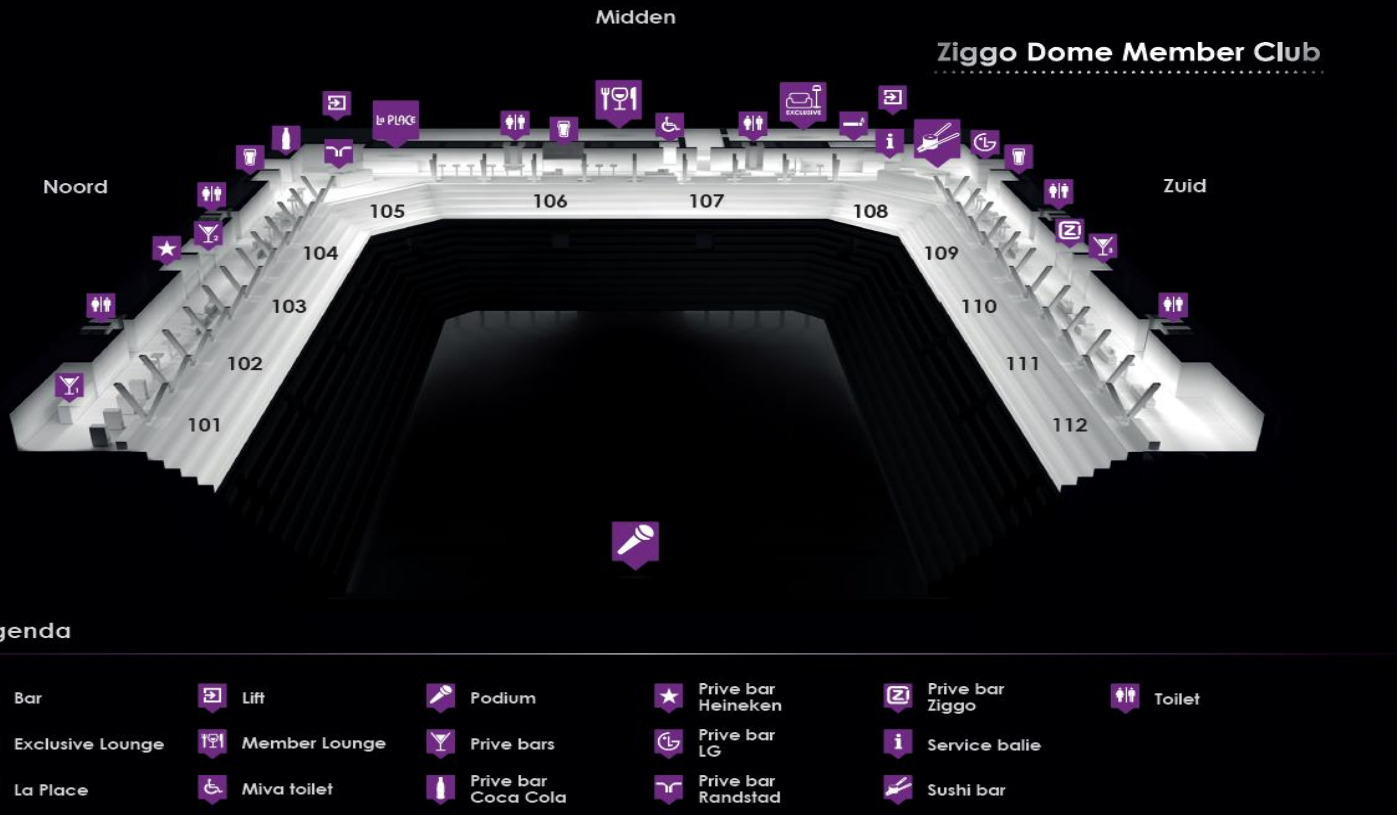 Midden
Ziggo Dome Member Club
La PLACE
EXCLUSIVE
Noord
Zuid
105
106
107
108
104
109
103
110
102
111
101
112
2
3
1
genda
Bar
Lift
Podium
Prive bar
Heineken
Prive bar
Ziggo
Toilet
Exclusive Lounge
Member Lounge
Prive bars
Prive bar
LG
Service balie
La Place
Miva toilet
Prive bar
Coca Cola
Prive bar
Randstad
Sushi bar